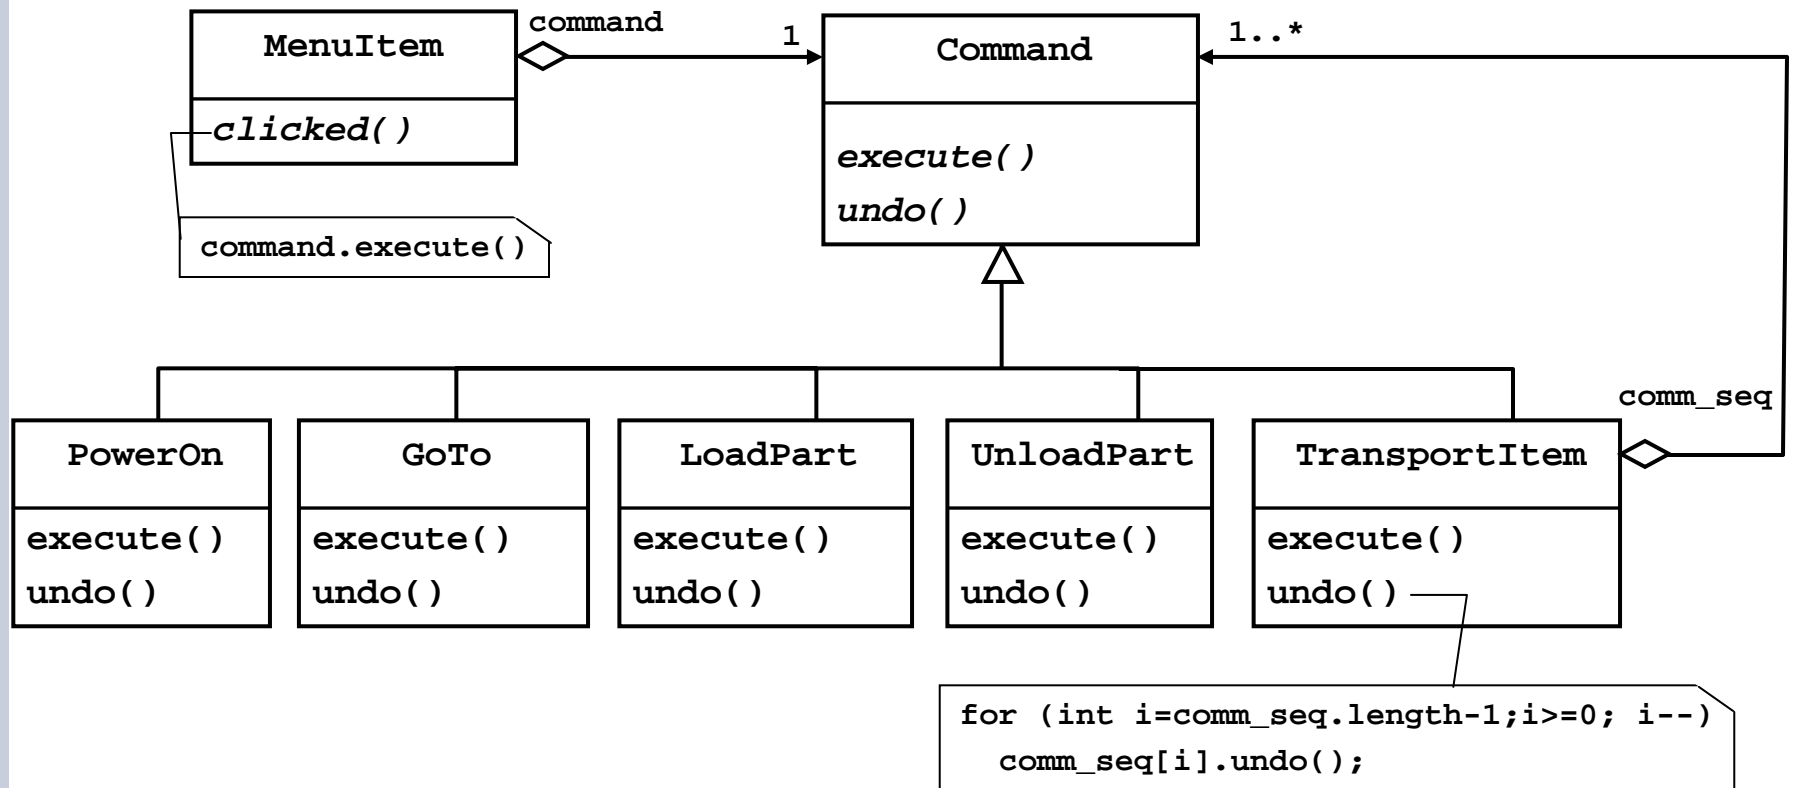 MenuItem
clicked()
command.execute()
command
1
Command
execute()
undo()
1..*
comm_seq
PowerOn
execute()
undo()
GoTo
execute()
undo()
LoadPart
execute()
undo()
UnloadPart
execute()
undo()
TransportItem
execute()
undo()
for (int i=comm_seq.length-1;i>=0; i--)
comm_seq[i].undo();